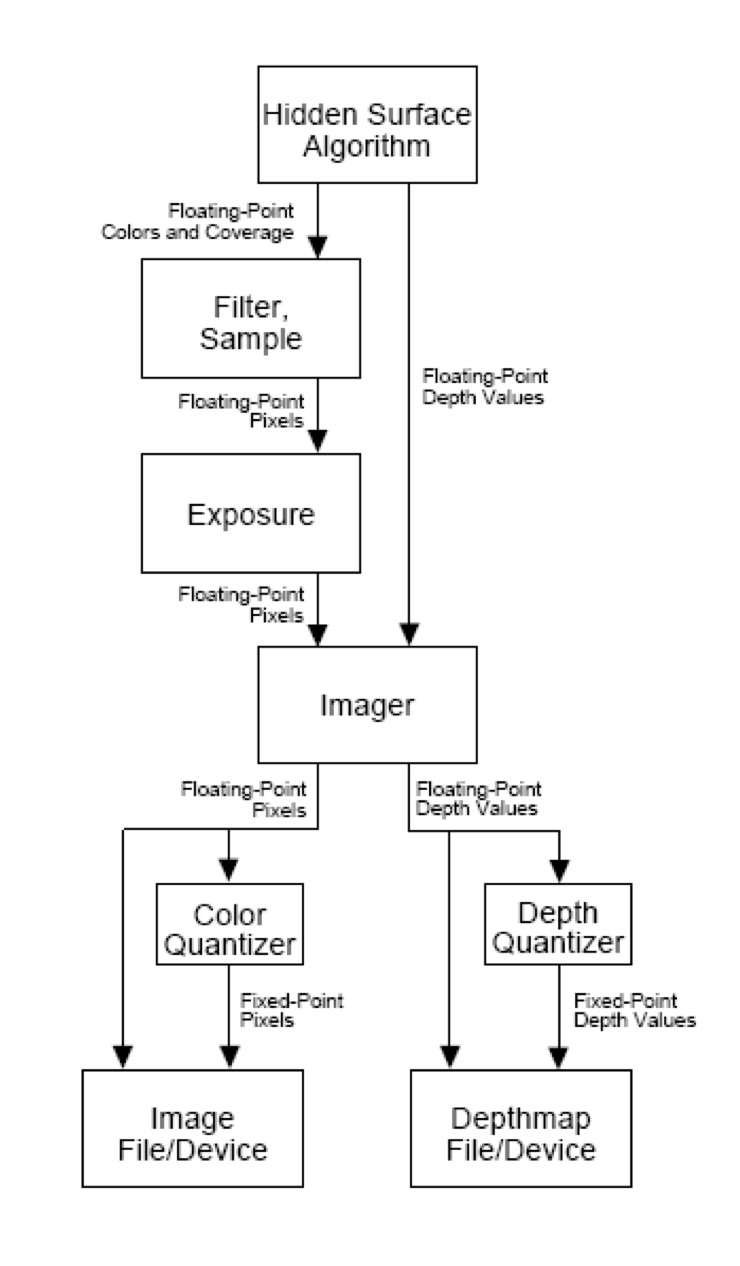 Hidden Surface
Algorithm
Floating-Point
Colors and Coverage
Filter,
Sample
Floating-Point
Depth Values
Floating-Point
Pixels
Exposure
Floating-Point
Pixels
Imager
Floating-Point
Pixels
Floating-Point
Depth Values
Color
Quantizer
Depth
Quantizer
Fixed-Point
Pixels
Fixed-Point
Depth Values
Image
File/Device
Depthmap
File/Device